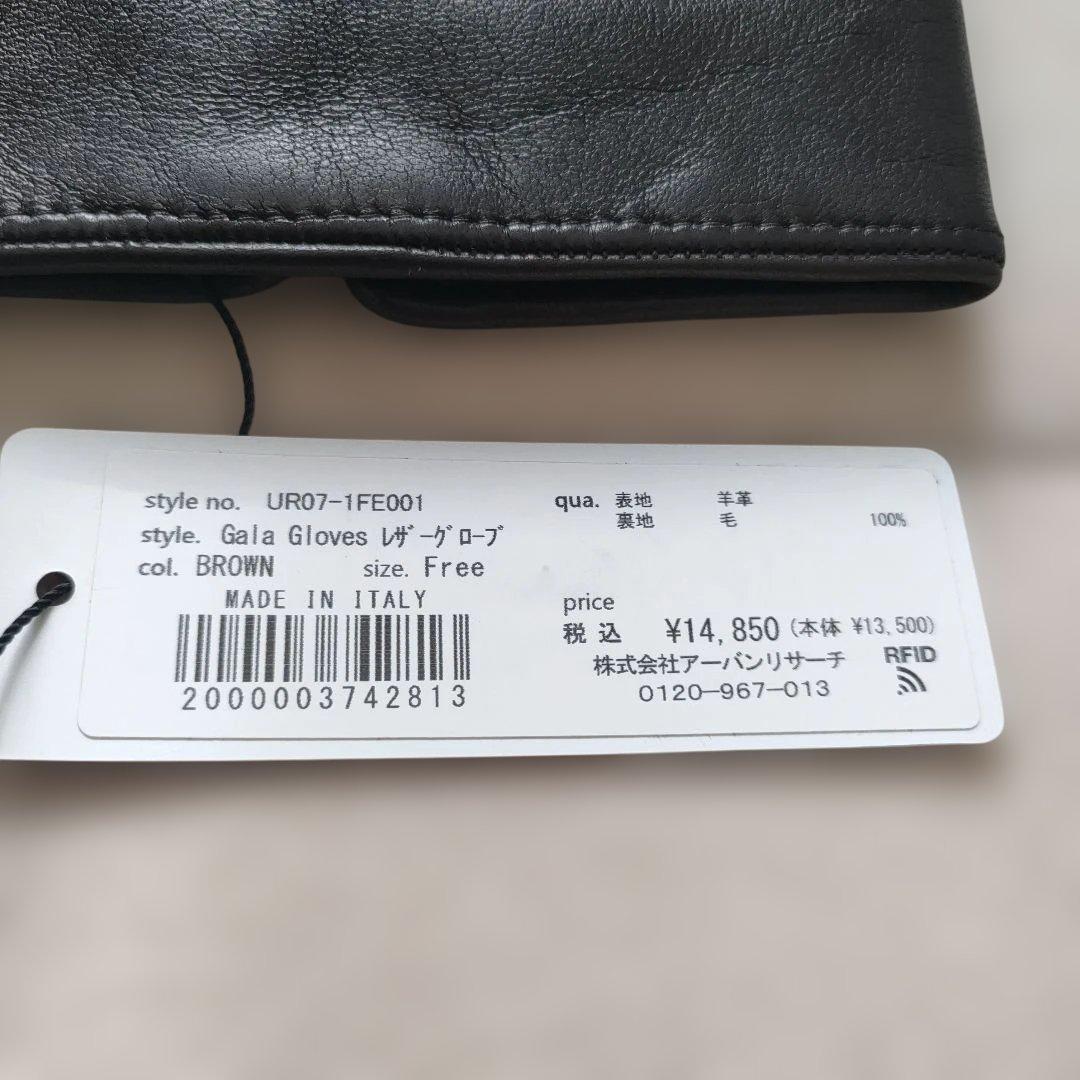 style no. UR07-1FE001
style. Gala Gloves ﾚｻﾞｰｸﾞﾛｰﾌﾞ
col. BROWN size. Free
MADE IN ITALY
2000003742813
qua. 表地 羊革
裏地 毛 100%
price
税込 ¥14,850 (本体 ¥13,500)
株式会社アーバンリサーチ
0120-967-013
RFID